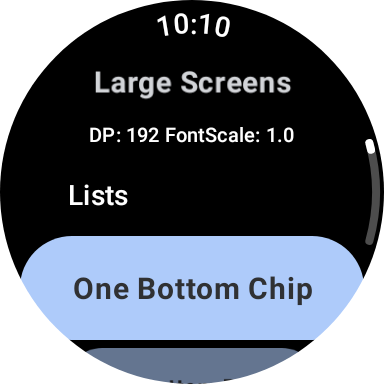 10:10
Large Screens
DP: 192 FontScale: 1.0
Lists
One Bottom Chip